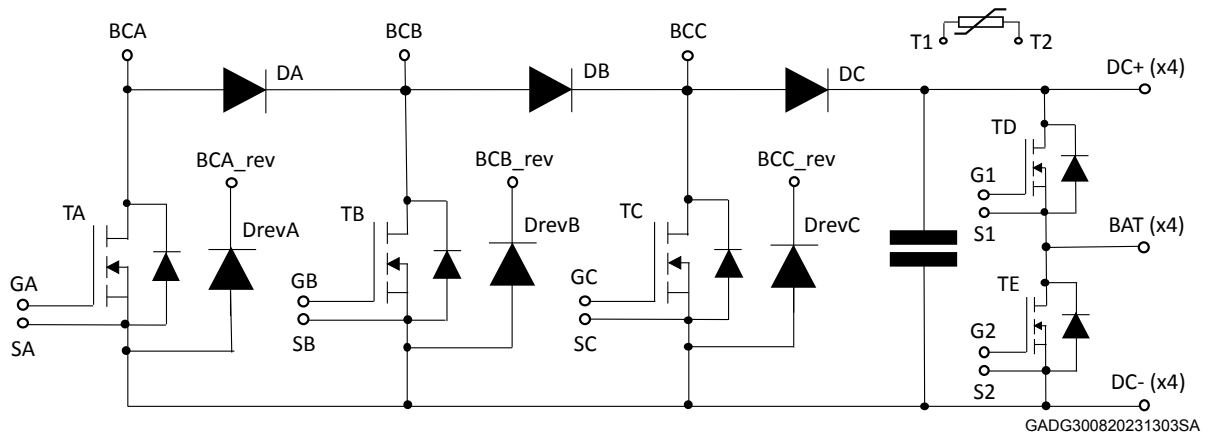 BCA
BCB
BCC
T1
T2
DA
DB
DC
DC+ (x4)
TD
BCA_rev
BCB_rev
BCC_rev
G1
S1
BAT (x4)
TA
DrevA
TB
DrevB
TC
DrevC
GA
SA
GB
SB
GC
SC
TE
G2
S2
DC- (x4)
GADG300820231303SA